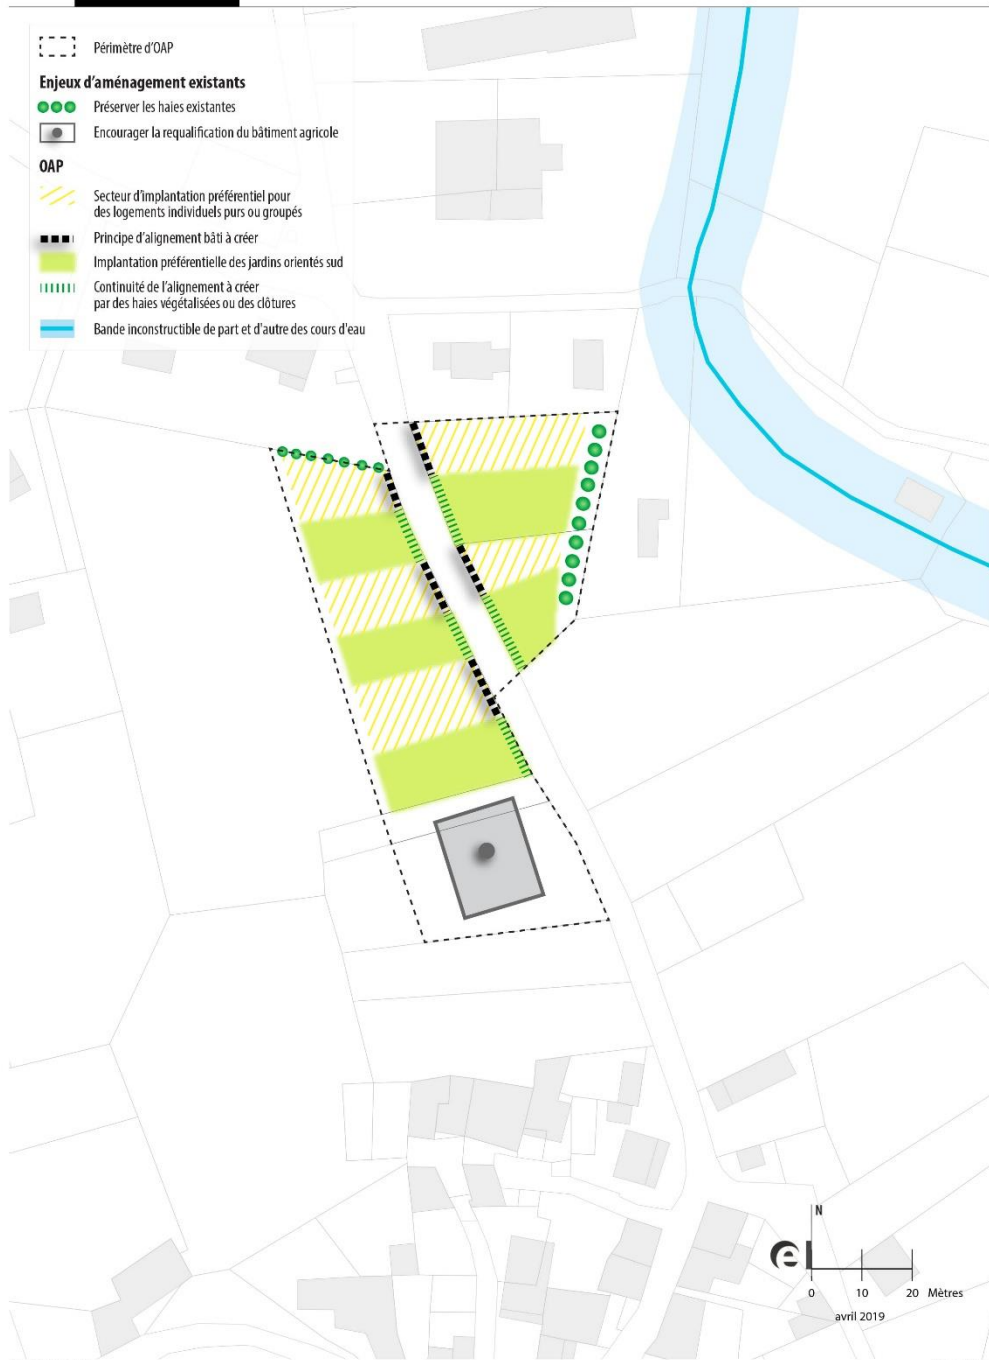 Périmètre d'OAP
Enjeux d'aménagement existants
Préserver les haies existantes
Encourager la requalification du bâtiment agricole
OAP
Secteur d'implantation préférentiel pour
des logements individuels purs ou groupés
Principe d'alignement bâti à créer
Implantation préférentielle des jardins orientés sud
Continuité de l'alignement à créer
par des haies végétalisées ou des clôtures
Bande inconstructible de part et d'autre des cours d'eau
N
e
0 10 20 Mètres
avril 2019